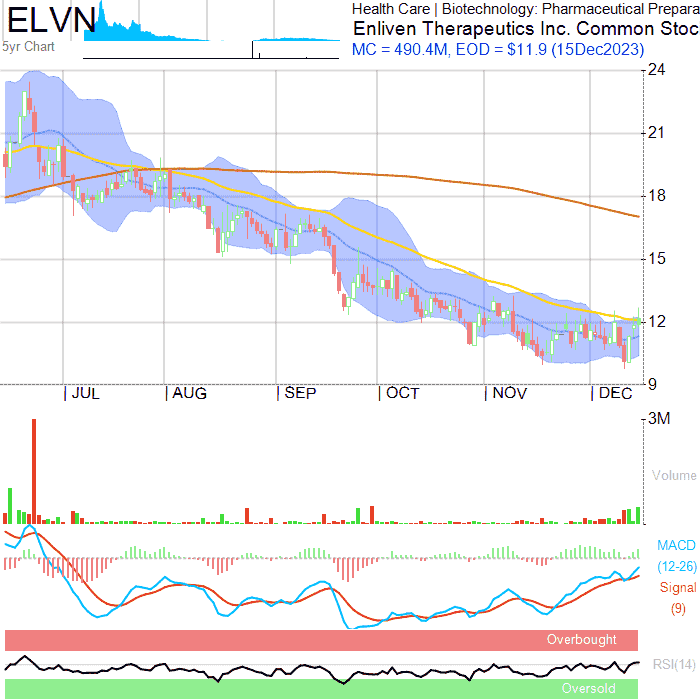 ELVN
5yr Chart
Health Care | Biotechnology: Pharmaceutical Prepara
Enliven Therapeutics Inc. Common Stoc
MC = 490.4M, EOD = $11.9 (15Dec2023)
24
21
18
15
12
9
JUL AUG SEP OCT NOV DEC
3M
Volume
MACD
(12-26)
Signal
(9)
Overbought
RSI(14)
Oversold